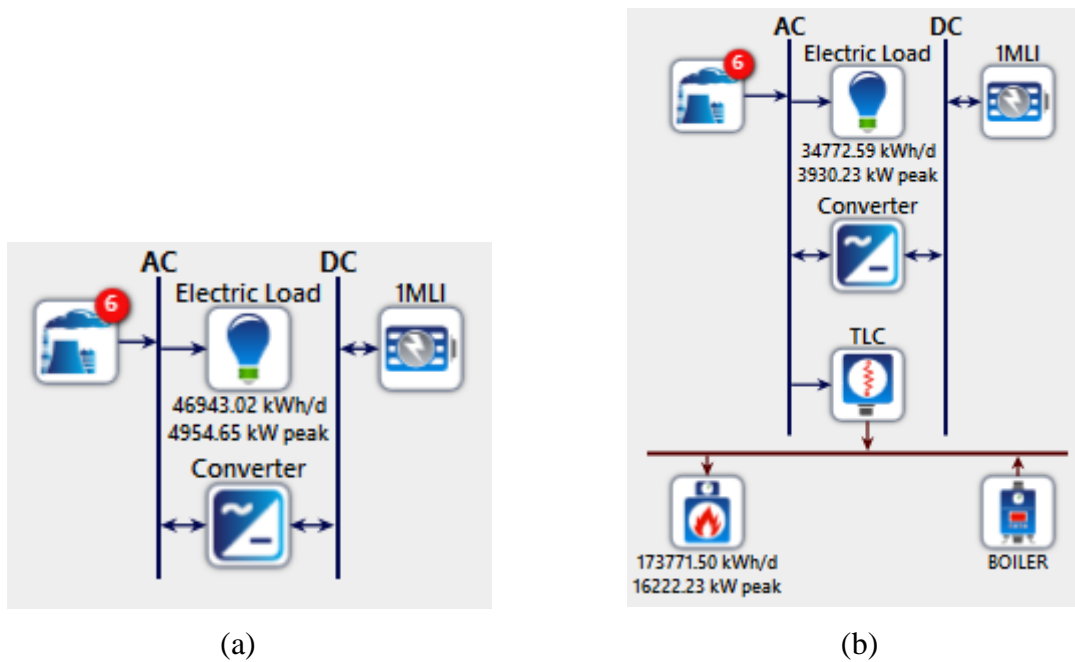 AC DC
6
Electric Load 1MLI
46943.02 kWh/d
4954.65 kW peak
Converter
(a)
AC DC
6
Electric Load 1MLI
34772.59 kWh/d
3930.23 kW peak
Converter
TLC
173771.50 kWh/d BOILER
16222.23 kW peak
(b)